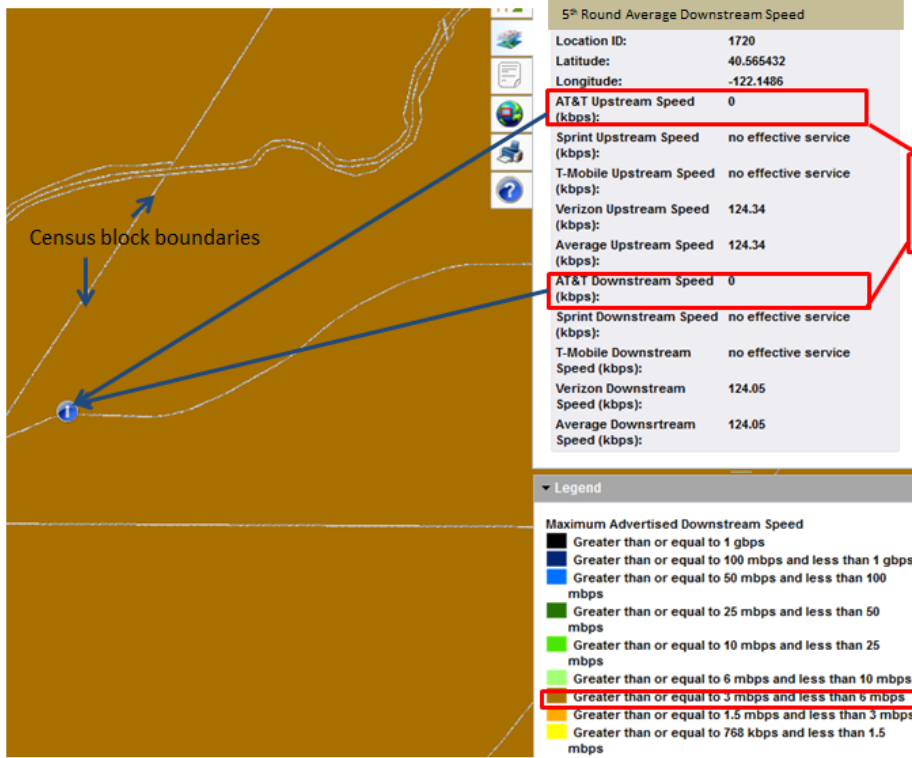 Census block boundaries
5th Round Average Downstream Speed
Location ID: 1720
Latitude: 40.565432
Longitude: -122.1486
AT&T Upstream Speed 0
(kbps):
Sprint Upstream Speed no effective service
(kbps):
T-Mobile Upstream Speed no effective service
(kbps):
Verizon Upstream Speed 124.34
(kbps):
Average Upstream Speed 124.34
(kbps):
AT&T Downstream Speed 0
(kbps):
Sprint Downstream Speed no effective service
(kbps):
T-Mobile Downstream no effective service
Speed (kbps):
Verizon Downstream 124.05
Speed (kbps):
Average Downsrtream 124.05
Speed (kbps):
Legend
Maximum Advertised Downstream Speed
Greater than or equal to 1 gbps
Greater than or equal to 100 mbps and less than 1 gbps
Greater than or equal to 50 mbps and less than 100
mbps
Greater than or equal to 25 mbps and less than 50
mbps
Greater than or equal to 10 mbps and less than 25
mbps
Greater than or equal to 6 mbps and less than 10 mbps
Greater than or equal to 3 mbps and less than 6 mbps
Greater than or equal to 1.5 mbps and less than 3 mbps
Greater than or equal to 768 kbps and less than 1.5
mbps